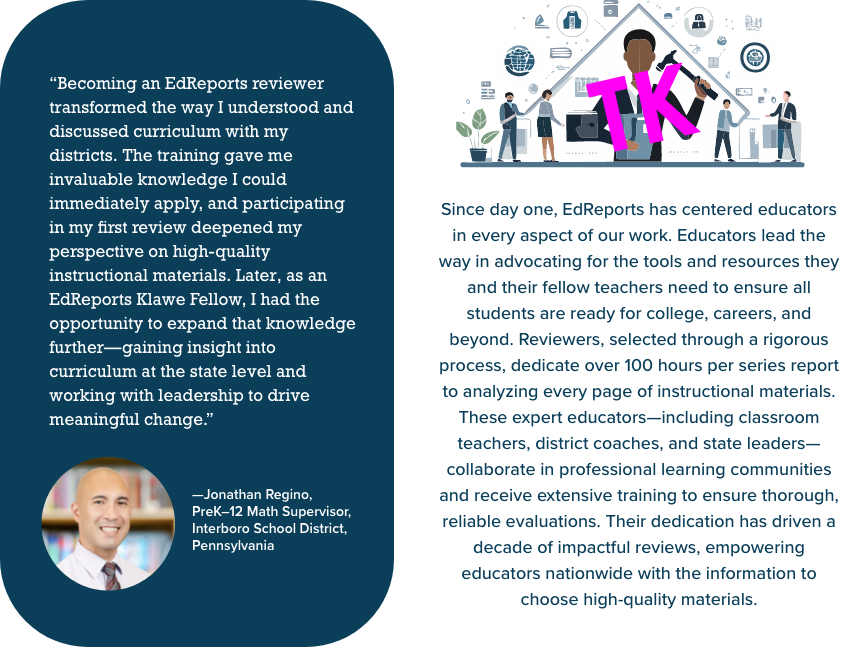 “Becoming an EdReports reviewer
transformed the way I understood and
discussed curriculum with my
districts. The training gave me
invaluable knowledge I could
immediately apply, and participating
in my first review deepened my
perspective on high-quality
instructional materials. Later, as an
EdReports Klawe Fellow, I had the
opportunity to expand that knowledge
further—gaining insight into
curriculum at the state level and
working with leadership to drive
meaningful change.”
—Jonathan Regino,
PreK–12 Math Supervisor,
Interboro School District,
Pennsylvania
TK
Since day one, EdReports has centered educators
in every aspect of our work. Educators lead the
way in advocating for the tools and resources they
and their fellow teachers need to ensure all
students are ready for college, careers, and
beyond. Reviewers, selected through a rigorous
process, dedicate over 100 hours per series report
to analyzing every page of instructional materials.
These expert educators—including classroom
teachers, district coaches, and state leaders—
collaborate in professional learning communities
and receive extensive training to ensure thorough,
reliable evaluations. Their dedication has driven a
decade of impactful reviews, empowering
educators nationwide with the information to
choose high-quality materials.